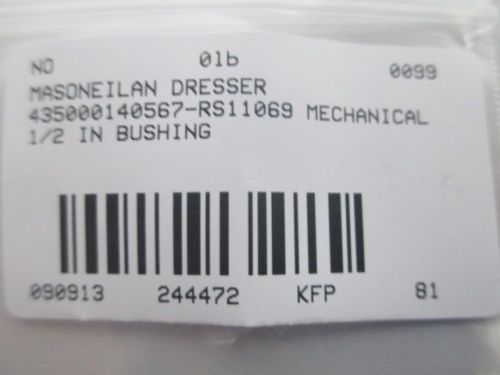 NO 01b 0099
MASONEILAN DRESSER
435000140567-RS11069 MECHANICAL
1/2 IN BUSHING
090913 244472 KFP 81